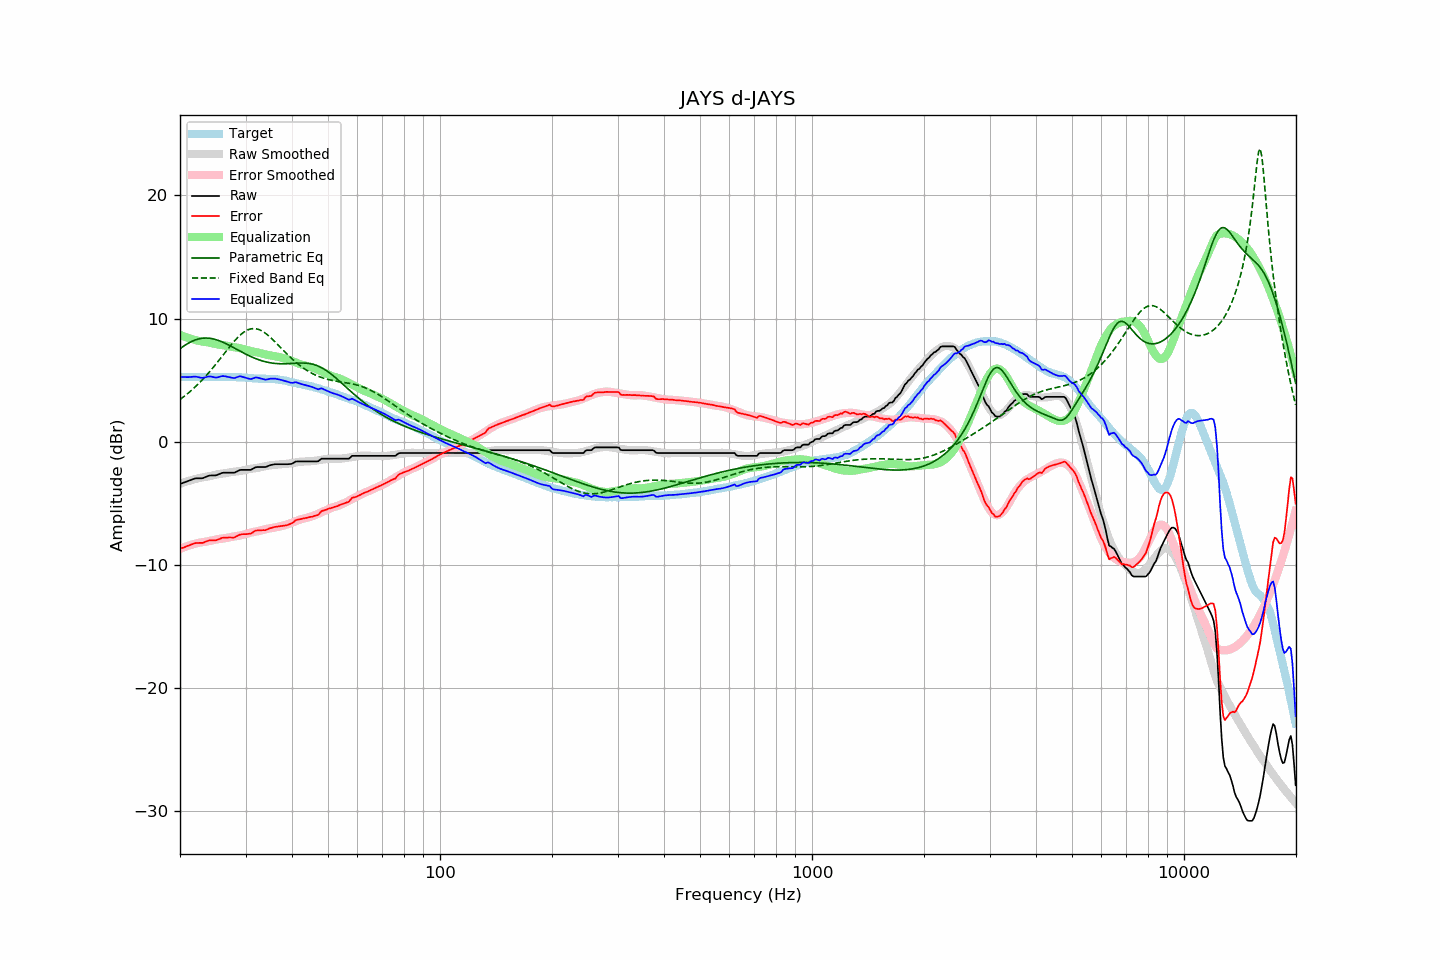 JAYS d-JAYS
Target
Raw Smoothed
Error Smoothed
Raw
Error
Equalization
Parametric Eq
Fixed Band Eq
Equalized
20
10
0
−10
−20
−30
Amplitude (dBr)
100
1000
10000
Frequency (Hz)